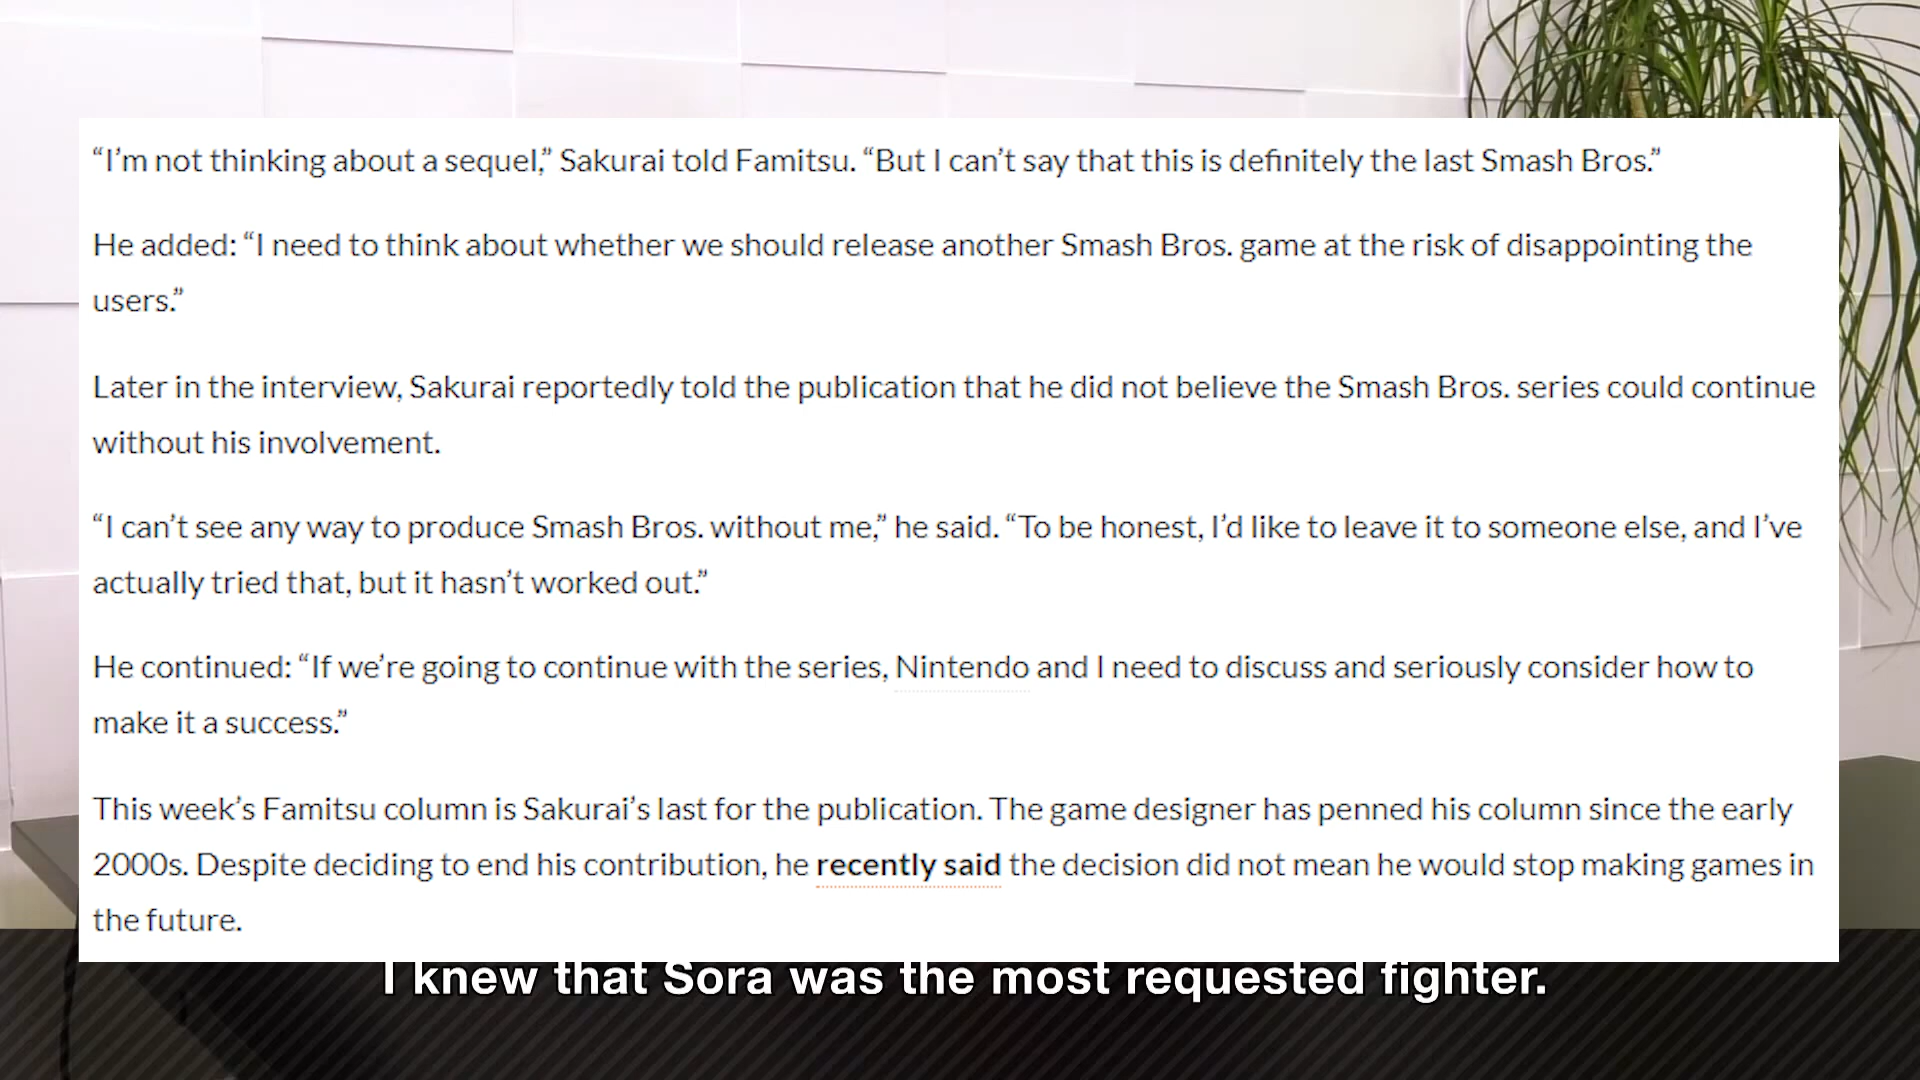 “I’m not thinking about a sequel,” Sakurai told Famitsu. “But I can’t say that this is definitely the last Smash Bros.”
He added: “I need to think about whether we should release another Smash Bros. game at the risk of disappointing the
users.”
Later in the interview, Sakurai reportedly told the publication that he did not believe the Smash Bros. series could continue
without his involvement.
“I can’t see any way to produce Smash Bros. without me,” he said. “To be honest, I’d like to leave it to someone else, and I’ve
actually tried that, but it hasn’t worked out.”
He continued: “If we’re going to continue with the series, Nintendo and I need to discuss and seriously consider how to
make it a success.”
This week’s Famitsu column is Sakurai’s last for the publication. The game designer has penned his column since the early
2000s. Despite deciding to end his contribution, he recently said the decision did not mean he would stop making games in
the future.
I knew that Sora was the most requested fighter.